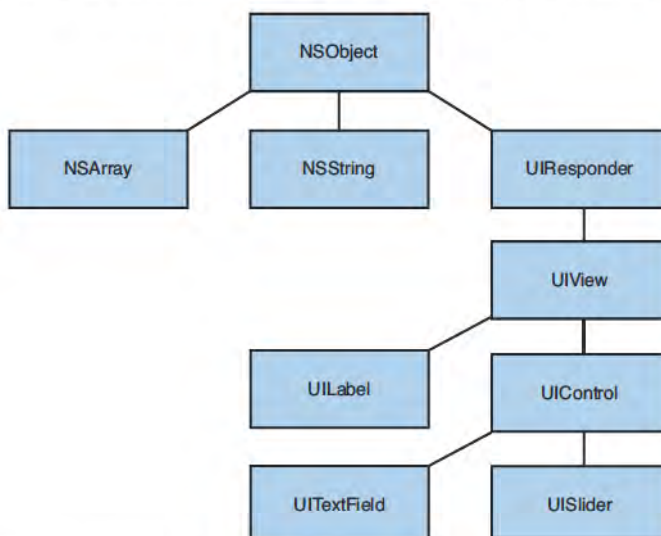 NSObject
NSArray
NSString
UIResponder
UIView
UILabel
UIControl
UITextField
UISlider